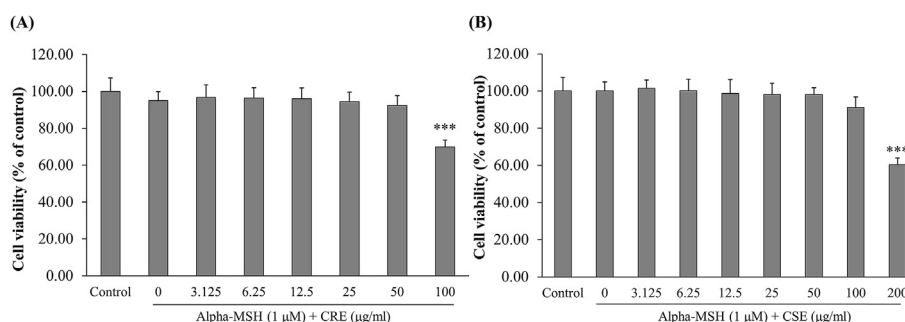 (A)
120.00
100.00
80.00
60.00
40.00
20.00
0.00
Cell viability (% of control)
***
Control 0 3.125 6.25 12.5 25 50 100
Alpha-MSH (1 μM) + CRE (μg/ml)
(B)
120.00
100.00
80.00
60.00
40.00
20.00
0.00
Cell viability (% of control)
***
Control 0 3.125 6.25 12.5 25 50 100 200
Alpha-MSH (1 μM) + CSE (μg/ml)